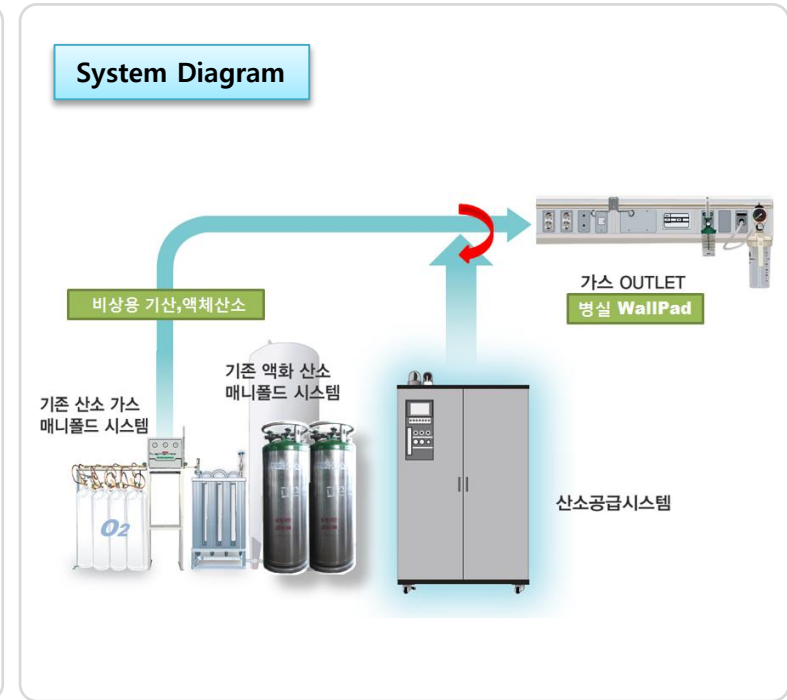 System Diagram
가스 OUTLET
병실 WallPad
비상용 기산,액체산소
기존 액화 산소
매니폴드 시스템
기존 산소 가스
매니폴드 시스템
O2
산소공급시스템